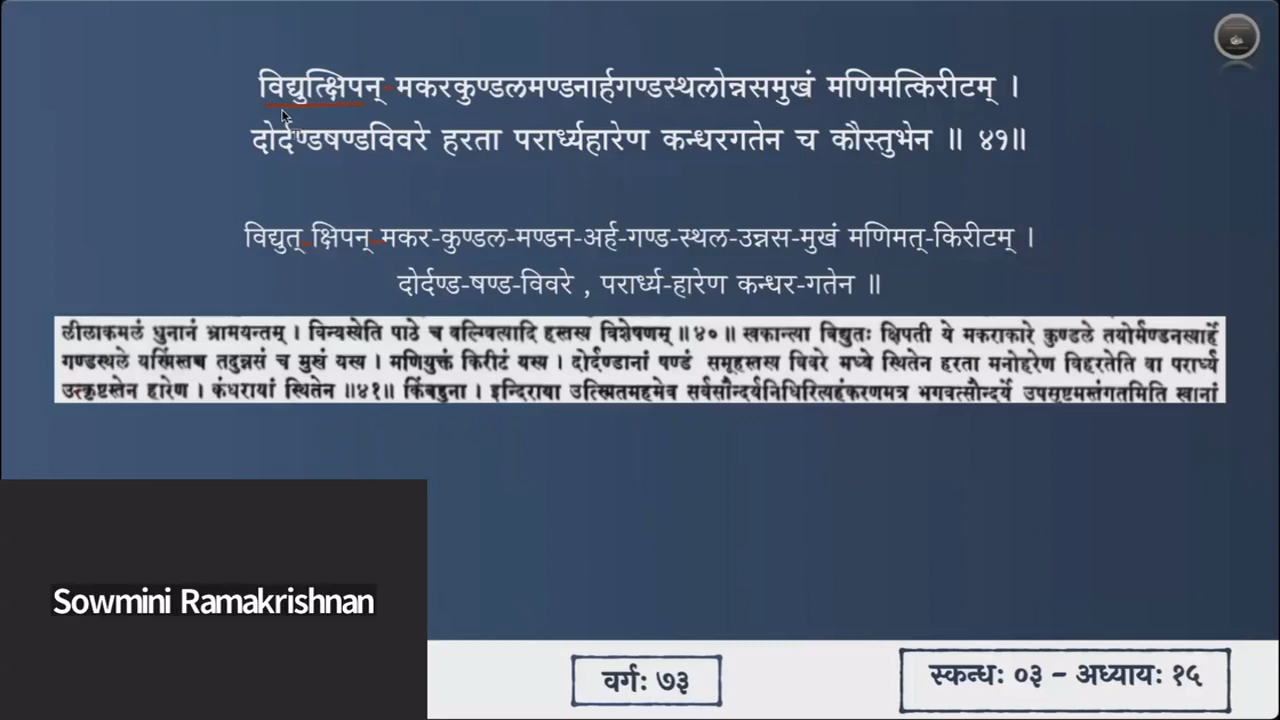 विद्युत्क्षिपन् मकरकुण्डलमण्डनार्हगण्डस्थलोन्नसमुखं मणिमत्किरीटम् ।
दोर्दण्डषण्डविवरे हरता परार्ध्यहारेण कन्धरगतेन च कौस्तुभेन ॥ ४१॥
विद्युत् क्षिपन् मकर-कुण्डल-मण्डन-अर्ह-गण्ड-स्थल-उन्नस-मुखं मणिमत्-किरीटम् ।
दोर्दण्ड-षण्ड-विवरे , परार्ध्य-हारेण कन्धर-गतेन ॥
लीलाकमलं धुनानं भ्रामयन्तम् । विन्यस्येति पाठे च वल्गिवत्यादि हस्तस्य विशेषणम् ॥४०॥ स्वकान्त्या विद्युतः क्षिपती ये मकराकारे कुण्डले तयोर्मण्डनस्यार्हे
गण्डस्थले यस्मिंस्तच्च तदुन्नसं च मुखं यस्य । मणियुक्तं किरीटं यस्य । दोर्दण्डानां षण्डं समूहस्तस्य विवरे मध्ये स्थितेन हरता मनोहरेण विहरतेति वा परार्ध्य
उत्कृष्टस्तेन हारेण । कंधरायां स्थितेन ॥४१॥ किंबहुना । इन्दिराया उत्स्मितमहमेव सर्वसौन्दर्यनिधिरित्यहंकरणमत्र भगवत्सौन्दर्ये उपसृष्टमस्तंगतमिति स्वानां
Sowmini Ramakrishnan
वर्गः ७३
स्कन्धः ०३ - अध्यायः १५